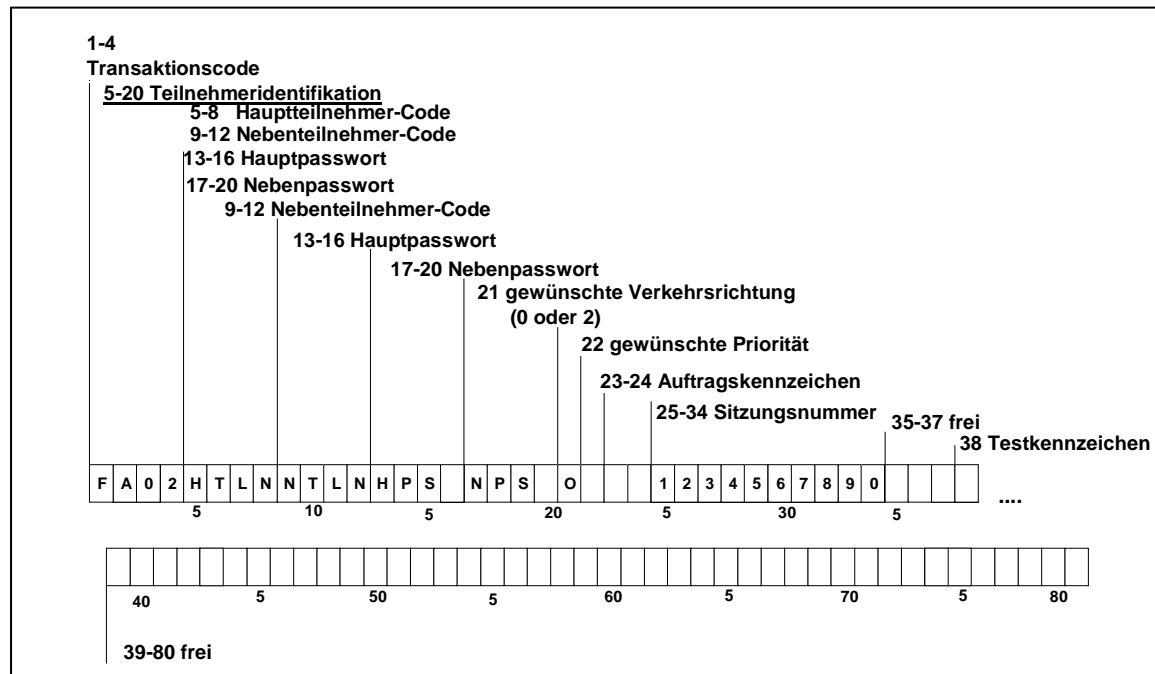 1-4
Transaktionscode
5-20 Teilnehmeridentifikation
5-8 Hauptteilnehmer-Code
9-12 Nebenteilnehmer-Code
13-16 Hauptpasswort
17-20 Nebenpasswort
9-12 Nebenteilnehmer-Code
13-16 Hauptpasswort
17-20 Nebenpasswort
21 gewünschte Verkehrsrichtung
(0 oder 2)
22 gewünschte Priorität
23-24 Auftragskennzeichen
25-34 Sitzungsnummer
35-37 frei
38 Testkennzeichen
F A 0 2 H T L N N T L N H P S N P S O 1 2 3 4 5 6 7 8 9 0 ....
5 10 5 20 5 30 5
40 5 50 5 60 5 70 5 80
39-80 frei